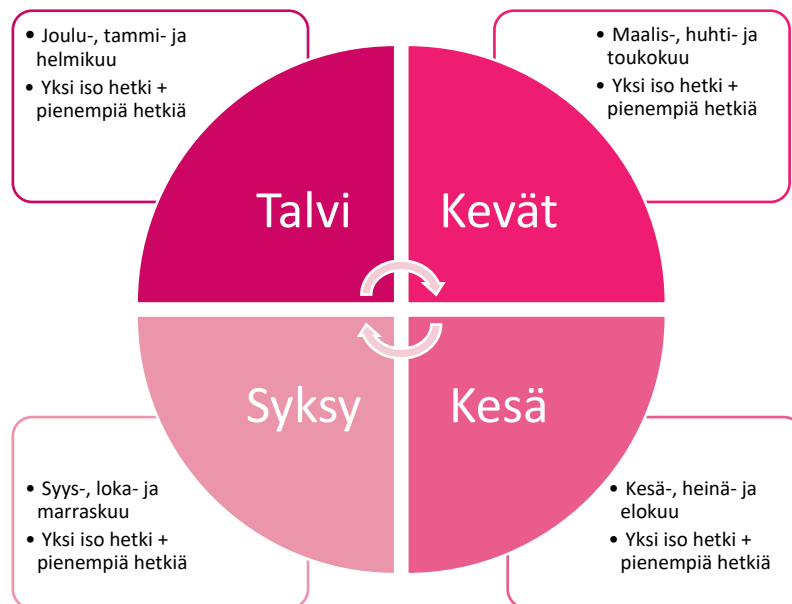 • Joulu-, tammi- ja
helmikuu
• Yksi iso hetki +
pienempiä hetkiä
• Maalis-, huhti- ja
toukokuu
• Yksi iso hetki +
pienempiä hetkiä
Talvi
Kevät
Syksy
Kesä
• Syys-, loka- ja
marraskuu
• Yksi iso hetki +
pienempiä hetkiä
• Kesä-, heinä- ja
elokuu
• Yksi iso hetki +
pienempiä hetkiä